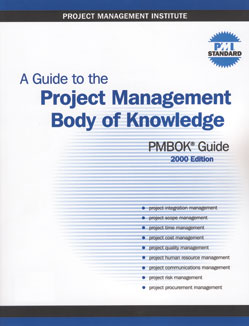 PROJECT MANAGEMENT INSTITUTE
PMI
STANDARD
A Guide to the
Project Management
Body of Knowledge
PMBOK® Guide
2000 Edition
• project integration management
• project scope management
• project time management
• project cost management
• project quality management
• project human resource management
• project communications management
• project risk management
• project procurement management